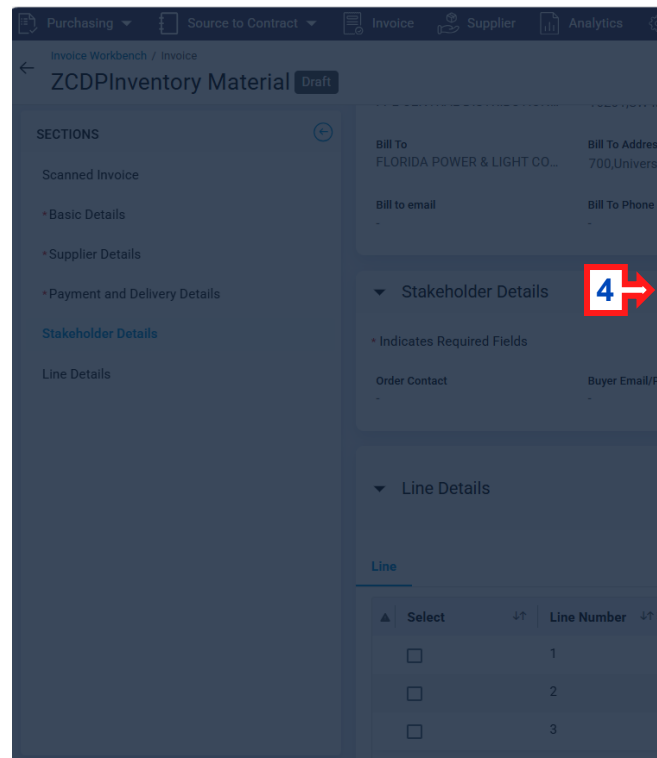 Purchasing Source to Contract Invoice Supplier Analytics
Invoice Workbench / Invoice
ZCDPInventory Material Draft
SECTIONS
Scanned Invoice
* Basic Details
* Supplier Details
* Payment and Delivery Details
Stakeholder Details
Line Details
Bill To Bill To Addres
FLORIDA POWER & LIGHT CO... 700,Univers
Bill to email Bill To Phone
- -
Stakeholder Details 4
* Indicates Required Fields
Order Contact Buyer Email/P
- -
Line Details
Line
Select Line Number
1
2
3